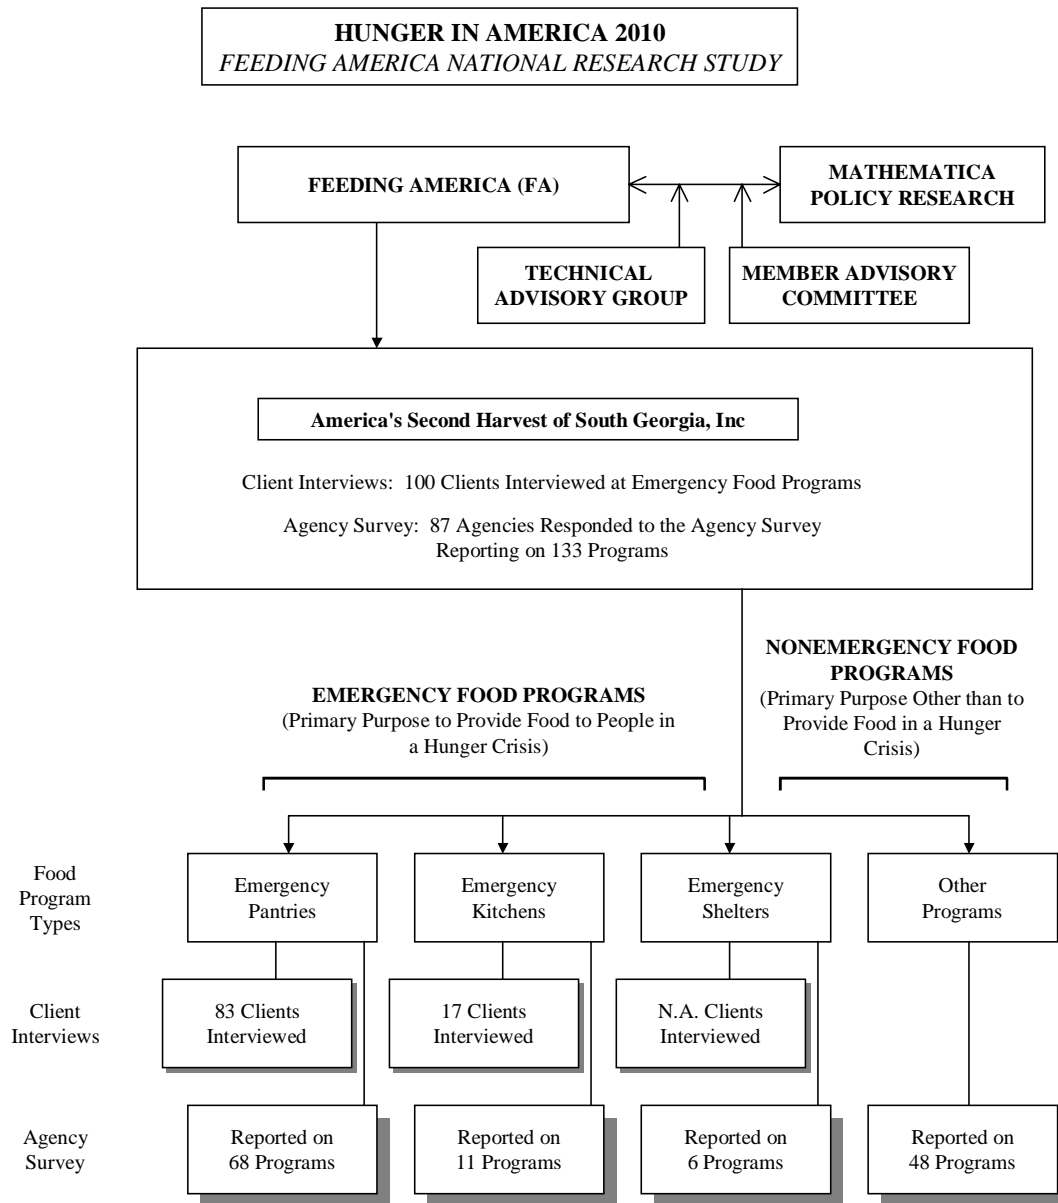 HUNGER IN AMERICA 2010
FEEDING AMERICA NATIONAL RESEARCH STUDY
FEEDING AMERICA (FA)
MATHEMATICA
POLICY RESEARCH
TECHNICAL
ADVISORY GROUP
MEMBER ADVISORY
COMMITTEE
America's Second Harvest of South Georgia, Inc
Client Interviews: 100 Clients Interviewed at Emergency Food Programs
Agency Survey: 87 Agencies Responded to the Agency Survey
Reporting on 133 Programs
EMERGENCY FOOD PROGRAMS
(Primary Purpose to Provide Food to People in
a Hunger Crisis)
NONEMERGENCY FOOD
PROGRAMS
(Primary Purpose Other than to
Provide Food in a Hunger
Crisis)
Food
Program
Types
Emergency
Pantries
Emergency
Kitchens
Emergency
Shelters
Other
Programs
Client
Interviews
83 Clients
Interviewed
17 Clients
Interviewed
N.A. Clients
Interviewed
Agency
Survey
Reported on
68 Programs
Reported on
11 Programs
Reported on
6 Programs
Reported on
48 Programs